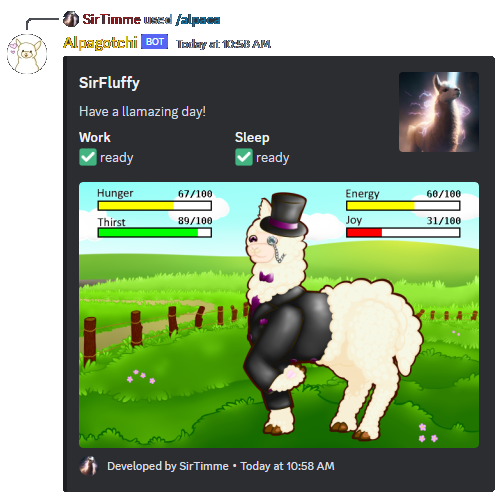 SirTimme used /alpaca
Alpagotchi BOT Today at 10:58 AM
SirFluffy
Have a llamazing day!
Work Sleep
ready ready
Hunger 67/100 Energy 60/100
Thirst 89/100 Joy 31/100
Developed by SirTimme • Today at 10:58 AM